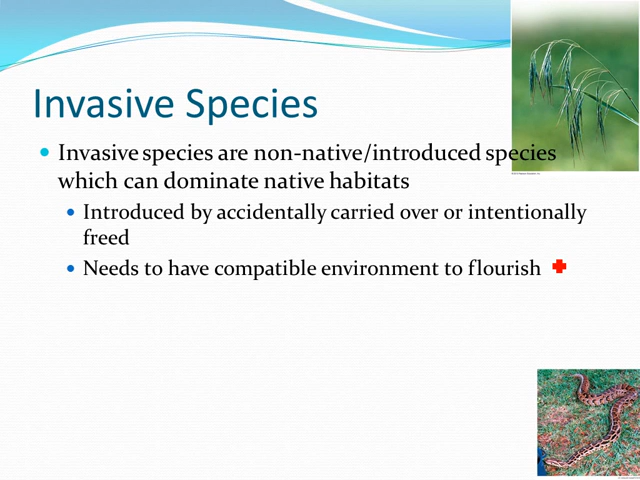 Invasive Species
Invasive species are non-native/introduced species
which can dominate native habitats
Introduced by accidentally carried over or intentionally
freed
Needs to have compatible environment to flourish